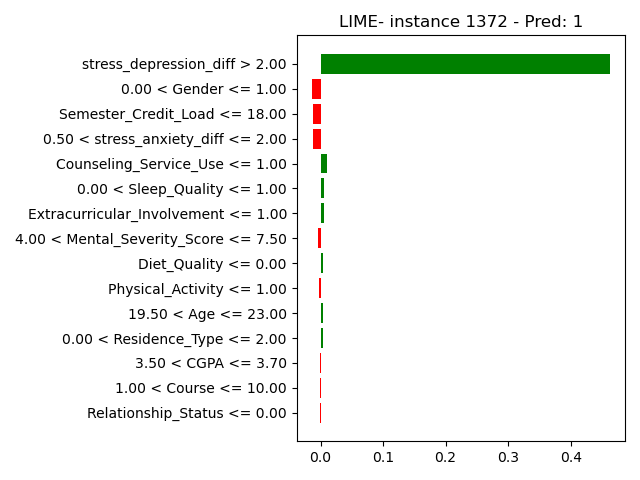 LIME- instance 1372 - Pred: 1
stress_depression_diff > 2.00
0.00 < Gender <= 1.00
Semester_Credit_Load <= 18.00
0.50 < stress_anxiety_diff <= 2.00
Counseling_Service_Use <= 1.00
0.00 < Sleep_Quality <= 1.00
Extracurricular_Involvement <= 1.00
4.00 < Mental_Severity_Score <= 7.50
Diet_Quality <= 0.00
Physical_Activity <= 1.00
19.50 < Age <= 23.00
0.00 < Residence_Type <= 2.00
3.50 < CGPA <= 3.70
1.00 < Course <= 10.00
Relationship_Status <= 0.00
0.0 0.1 0.2 0.3 0.4